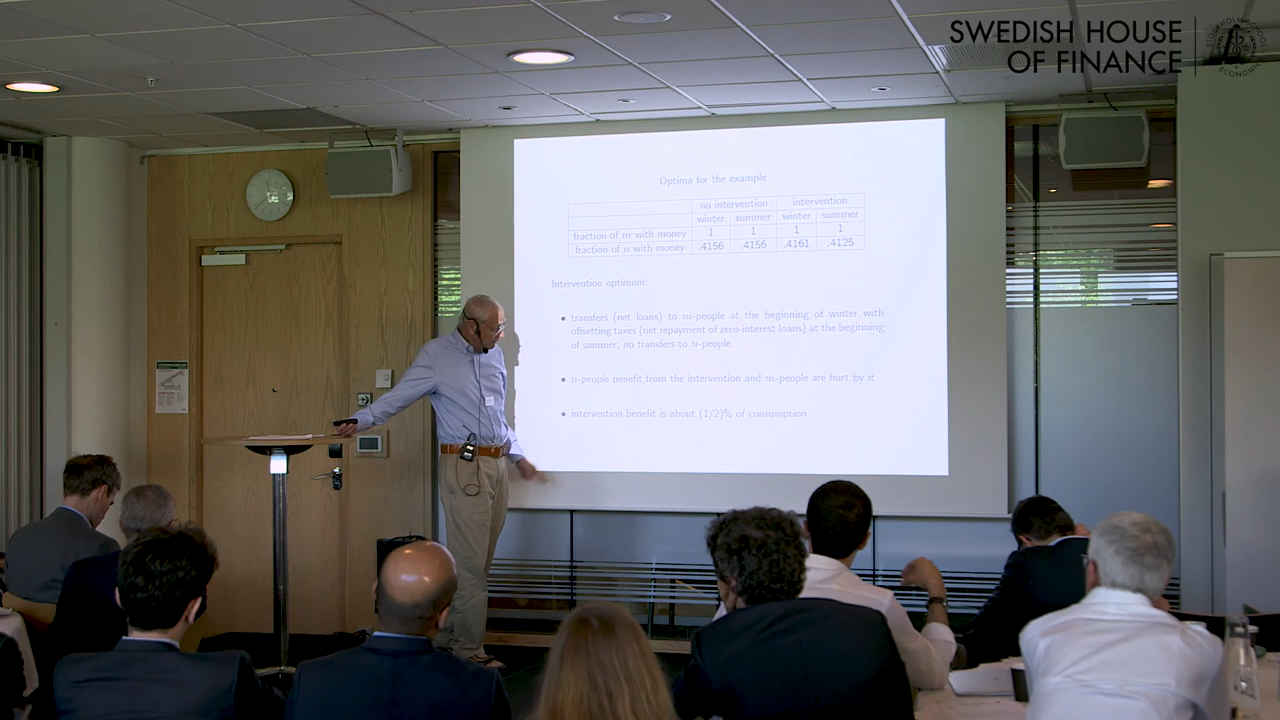 SWEDISH HOUSE
OF FINANCE
Optima for the example
no intervention intervention
winter summer winter summer
fraction of m with money 1 1 1 1
fraction of n with money .4156 .4156 .4161 .4125
Intervention optimum:
• transfers (net loans) to m-people at the beginning of winter with
offsetting taxes (net repayment of zero-interest loans) at the beginning
of summer; no transfers to n-people
• n-people benefit from the intervention and m-people are hurt by it
• intervention benefit is about (1/2)% of consumption